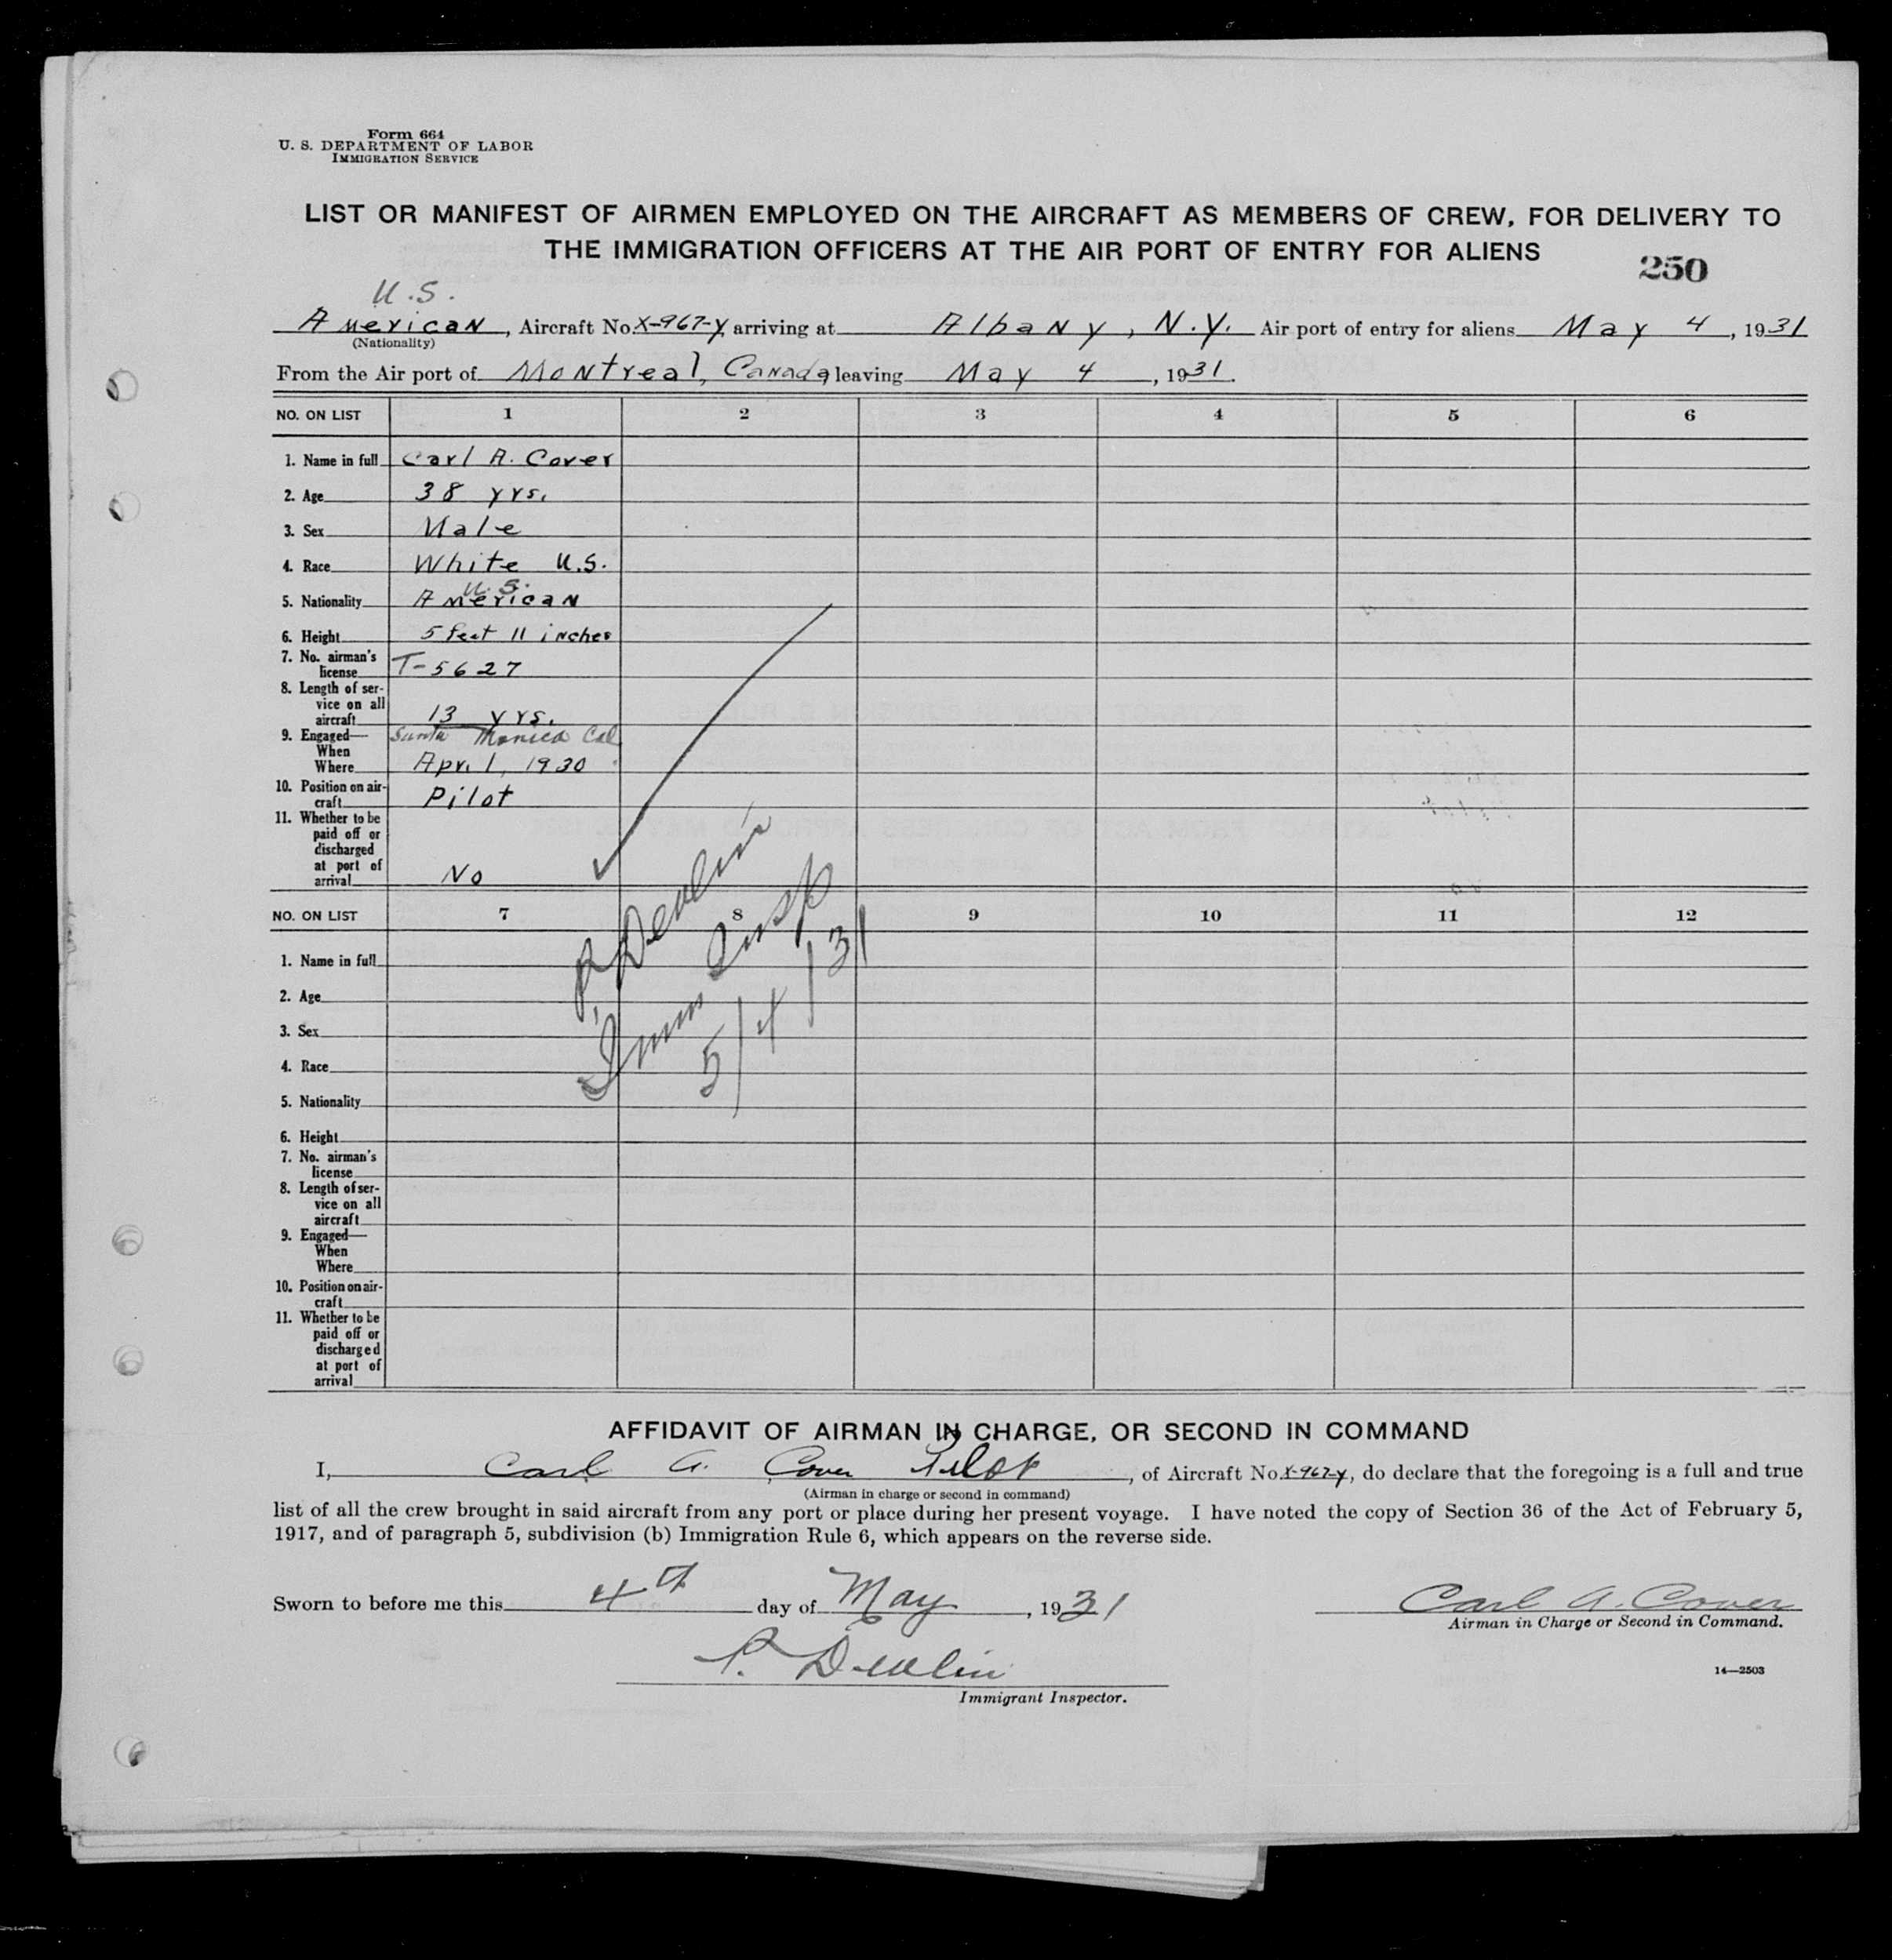 Form 664
U. S. DEPARTMENT OF LABOR
IMMIGRATION SERVICE
LIST OR MANIFEST OF AIRMEN EMPLOYED ON THE AIRCRAFT AS MEMBERS OF CREW, FOR DELIVERY TO
THE IMMIGRATION OFFICERS AT THE AIR PORT OF ENTRY FOR ALIENS
250
U.S.
American, Aircraft No. X-967-Y, arriving at Albany, N.Y. Air port of entry for aliens May 4, 1931
(Nationality)
From the Air port of Montreal, Canada, leaving May 4, 1931.
NO. ON LIST 1 2 3 4 5 6
1. Name in full Carl A. Cover
2. Age 38 yrs.
3. Sex Male
4. Race White U.S.
U.S.
5. Nationality American
6. Height 5 feet 11 inches
7. No. airman's
license T-5627
8. Length of ser-
vice on all
aircraft 13 yrs.
9. Engaged— Santa Monica Cal
When
Where April, 1930
10. Position on air-
craft Pilot
11. Whether to be
paid off or
discharged
at port of
arrival No
P. Devlin
Imm Insp
5/4/31
NO. ON LIST 7 8 9 10 11 12
1. Name in full
2. Age
3. Sex
4. Race
5. Nationality
6. Height
7. No. airman's
license
8. Length of ser-
vice on all
aircraft
9. Engaged—
When
Where
10. Position on air-
craft
11. Whether to be
paid off or
discharged
at port of
arrival
AFFIDAVIT OF AIRMAN IN CHARGE, OR SECOND IN COMMAND
I, Carl A. Cover Pilot, of Aircraft No. X-967-Y, do declare that the foregoing is a full and true
(Airman in charge or second in command)
list of all the crew brought in said aircraft from any port or place during her present voyage. I have noted the copy of Section 36 of the Act of February 5,
1917, and of paragraph 5, subdivision (b) Immigration Rule 6, which appears on the reverse side.
Sworn to before me this 4th day of May, 1931
Carl A. Cover
Airman in Charge or Second in Command.
P. Devlin
Immigrant Inspector.
14—2503